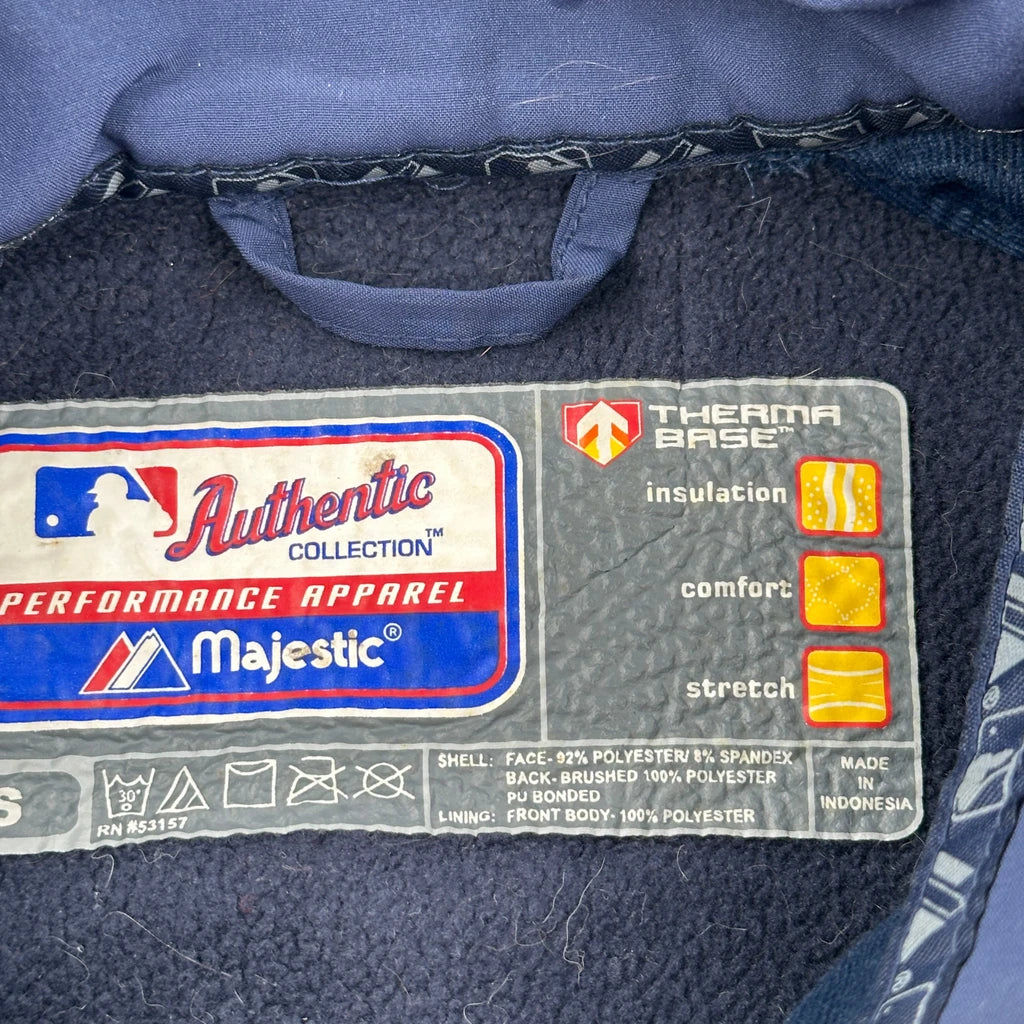 Authentic
COLLECTION™
PERFORMANCE APPAREL
Majestic®
THERMA
BASE™
insulation
comfort
stretch
S
30°
RN #53157
SHELL: FACE- 92% POLYESTER/ 8% SPANDEX
BACK- BRUSHED 100% POLYESTER
PU BONDED
LINING: FRONT BODY- 100% POLYESTER
MADE
IN
INDONESIA